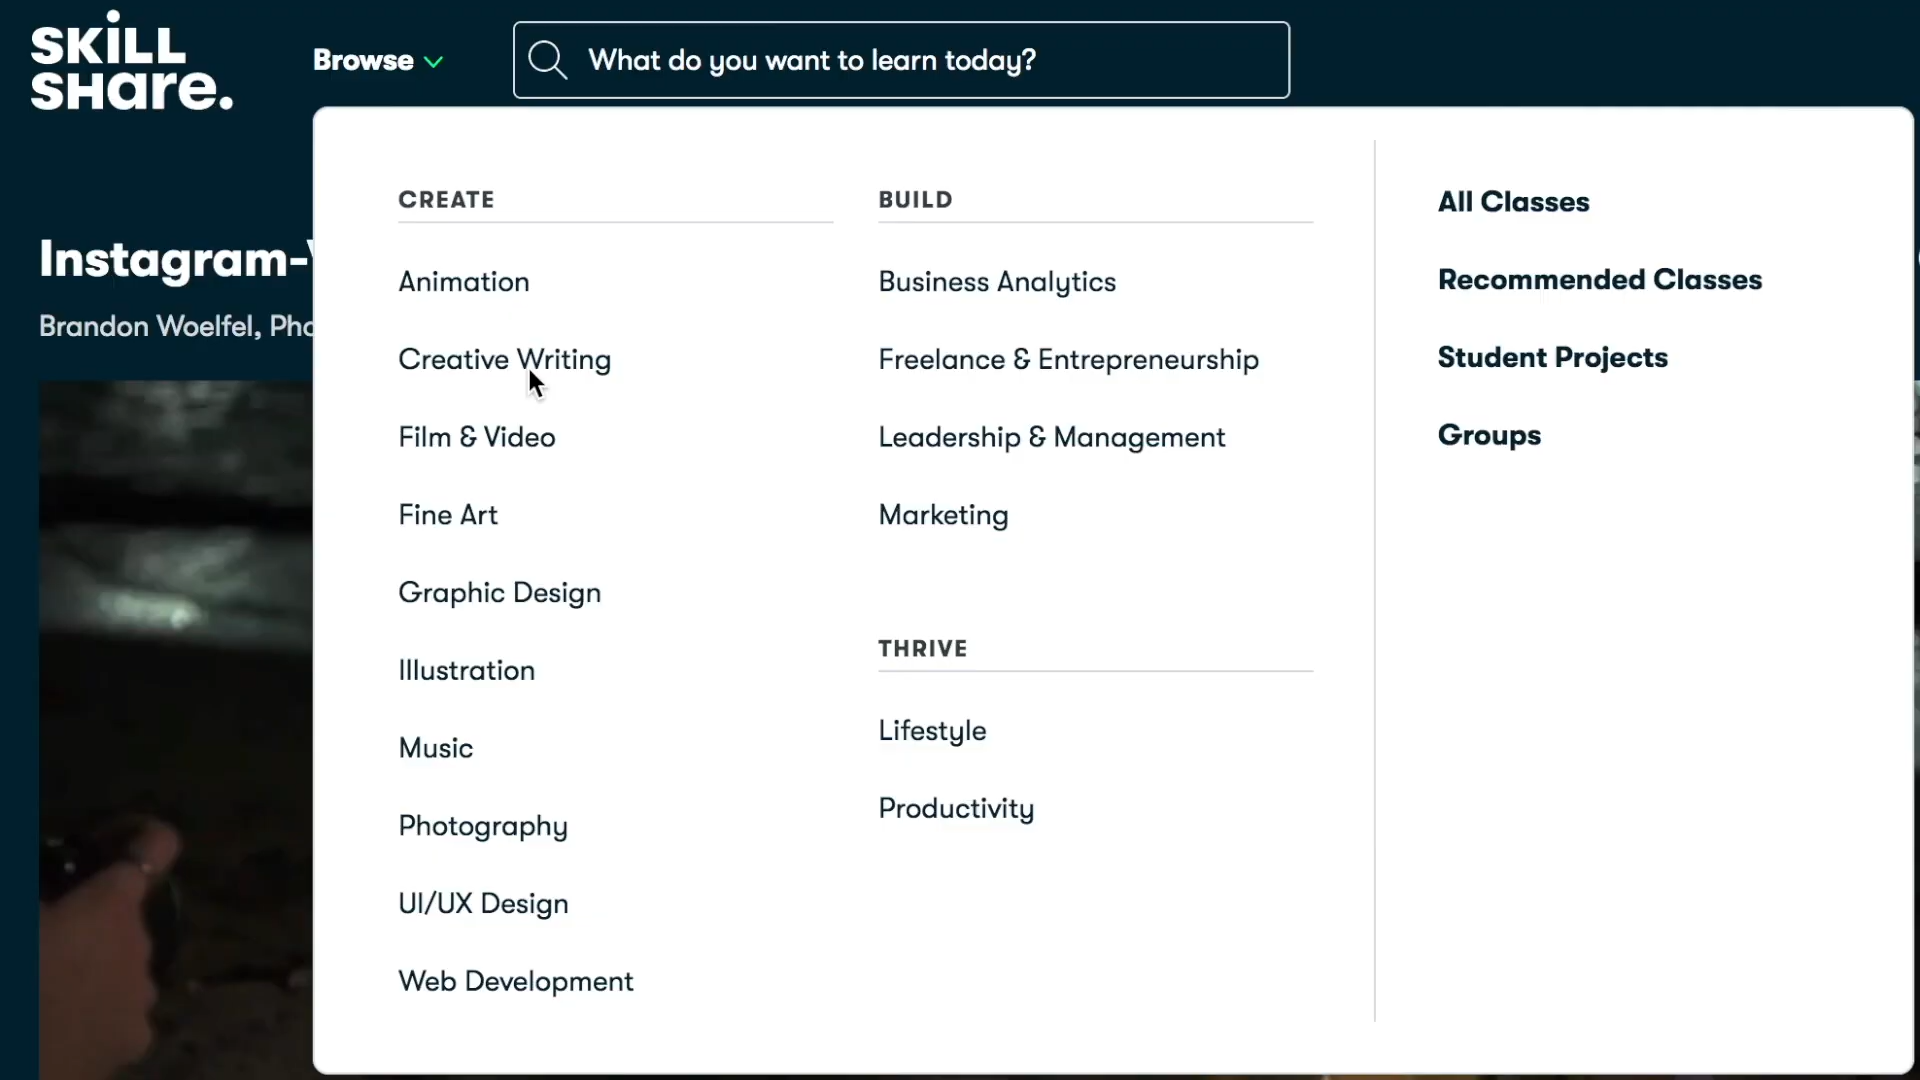 SKILL
SHare.
Browse
What do you want to learn today?
Instagram-
Brandon Woelfel,
CREATE
Animation
Creative Writing
Film & Video
Fine Art
Graphic Design
Illustration
Music
Photography
UI/UX Design
Web Development
BUILD
Business Analytics
Freelance & Entrepreneurship
Leadership & Management
Marketing
THRIVE
Lifestyle
Productivity
All Classes
Recommended Classes
Student Projects
Groups